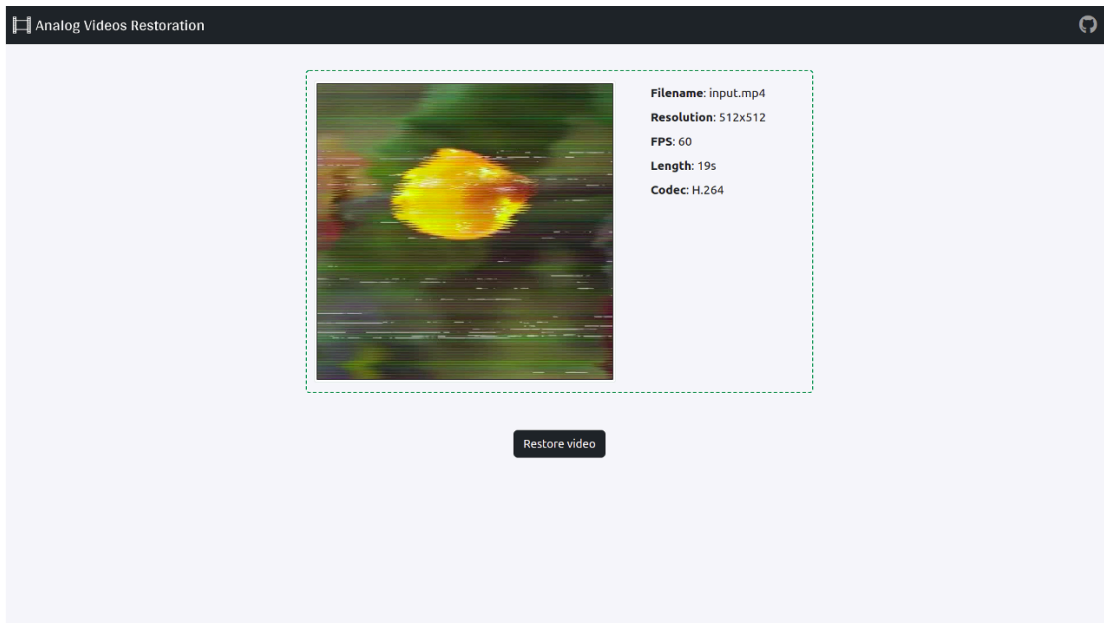 Analog Videos Restoration
Filename: input.mp4
Resolution: 512x512
FPS: 60
Length: 19s
Codec: H.264
Restore video